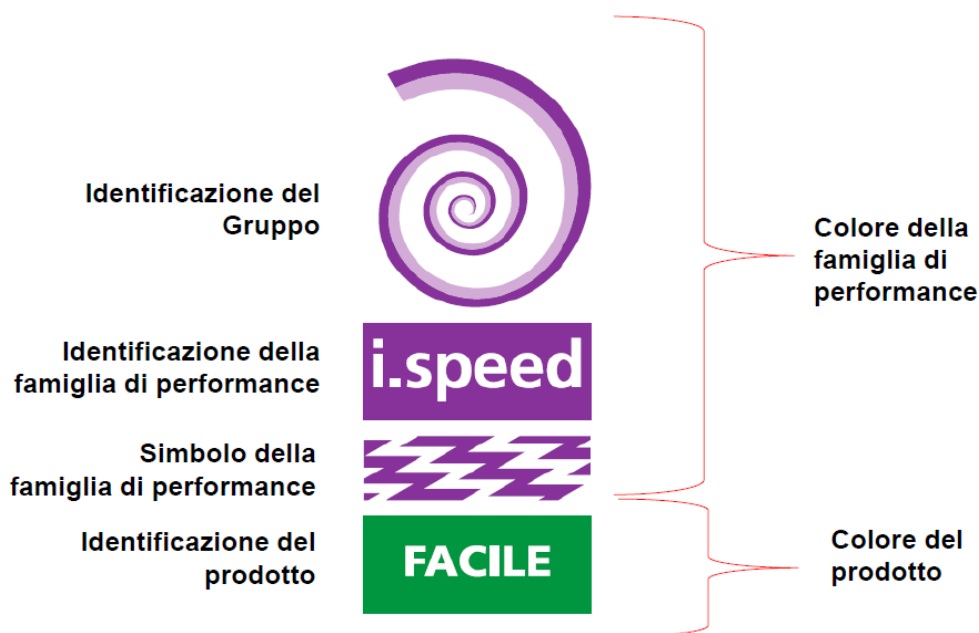 Identificazione del
Gruppo
Colore della
famiglia di
performance
Identificazione della
famiglia di performance
i.speed
Simbolo della
famiglia di performance
Identificazione del
prodotto
FACILE
Colore del
prodotto